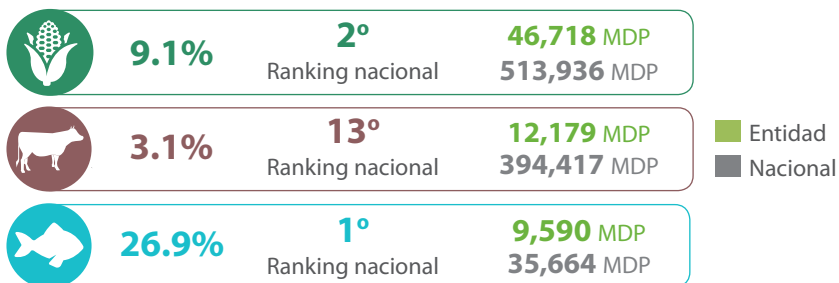 9.1%
2º
Ranking nacional
46,718 MDP
513,936 MDP
3.1%
13º
Ranking nacional
12,179 MDP
394,417 MDP
Entidad
Nacional
26.9%
1º
Ranking nacional
9,590 MDP
35,664 MDP